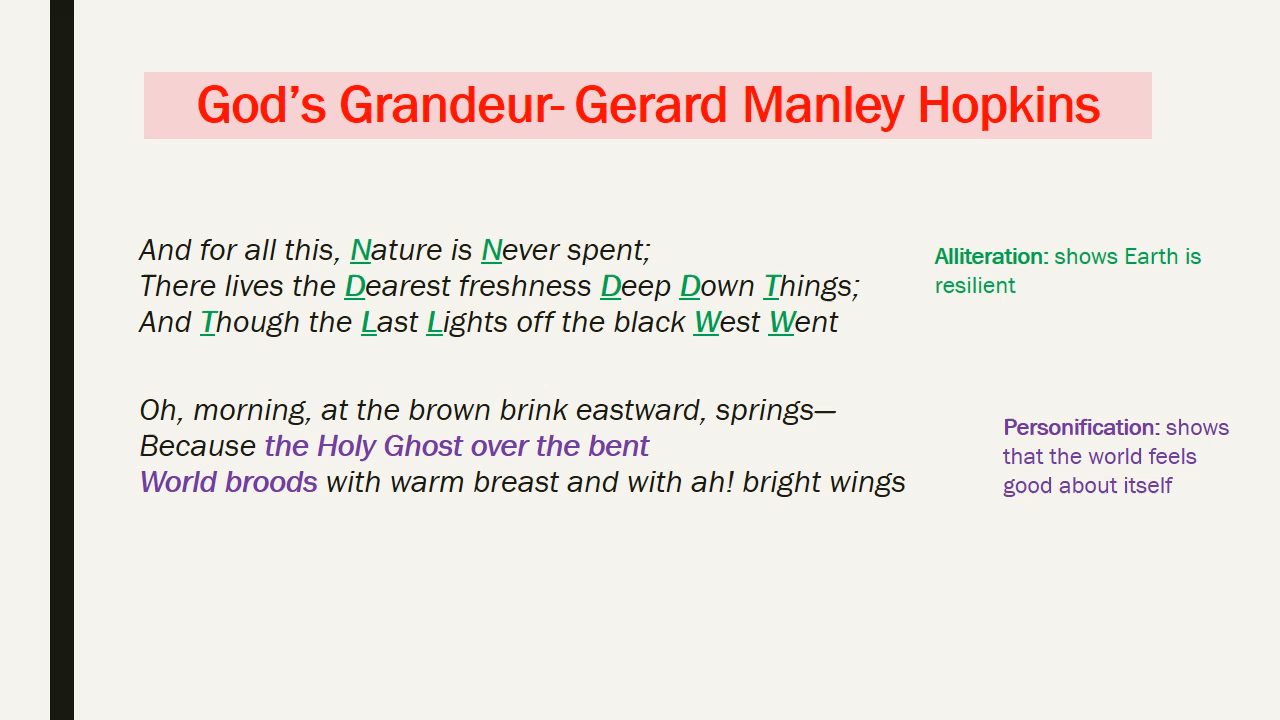 God's Grandeur- Gerard Manley Hopkins
And for all this, Nature is Never spent;
There lives the Dearest freshness Deep Down Things;
And Though the Last Lights off the black West Went
Alliteration: shows Earth is
resilient
Oh, morning, at the brown brink eastward, springs—
Because the Holy Ghost over the bent
World broods with warm breast and with ah! bright wings
Personification: shows
that the world feels
good about itself